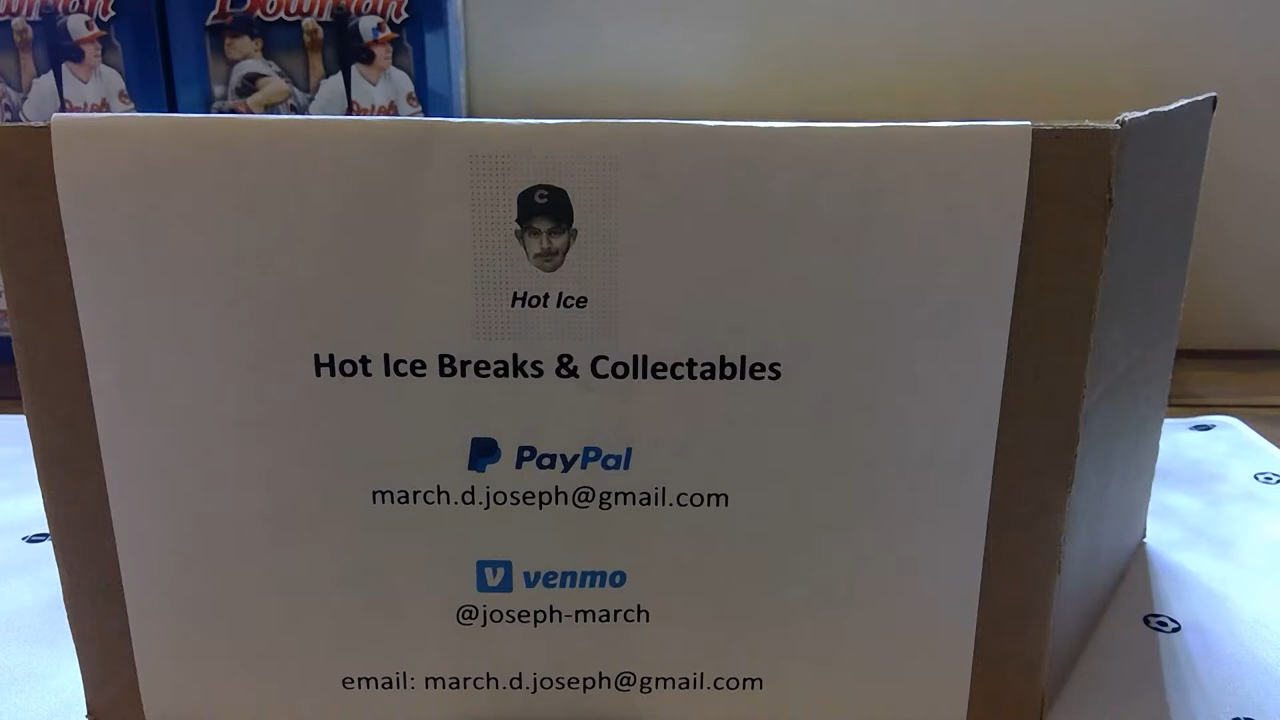 Bowman
C
Hot Ice
Hot Ice Breaks & Collectables
PayPal
march.d.joseph@gmail.com
venmo
@joseph-march
email: march.d.joseph@gmail.com